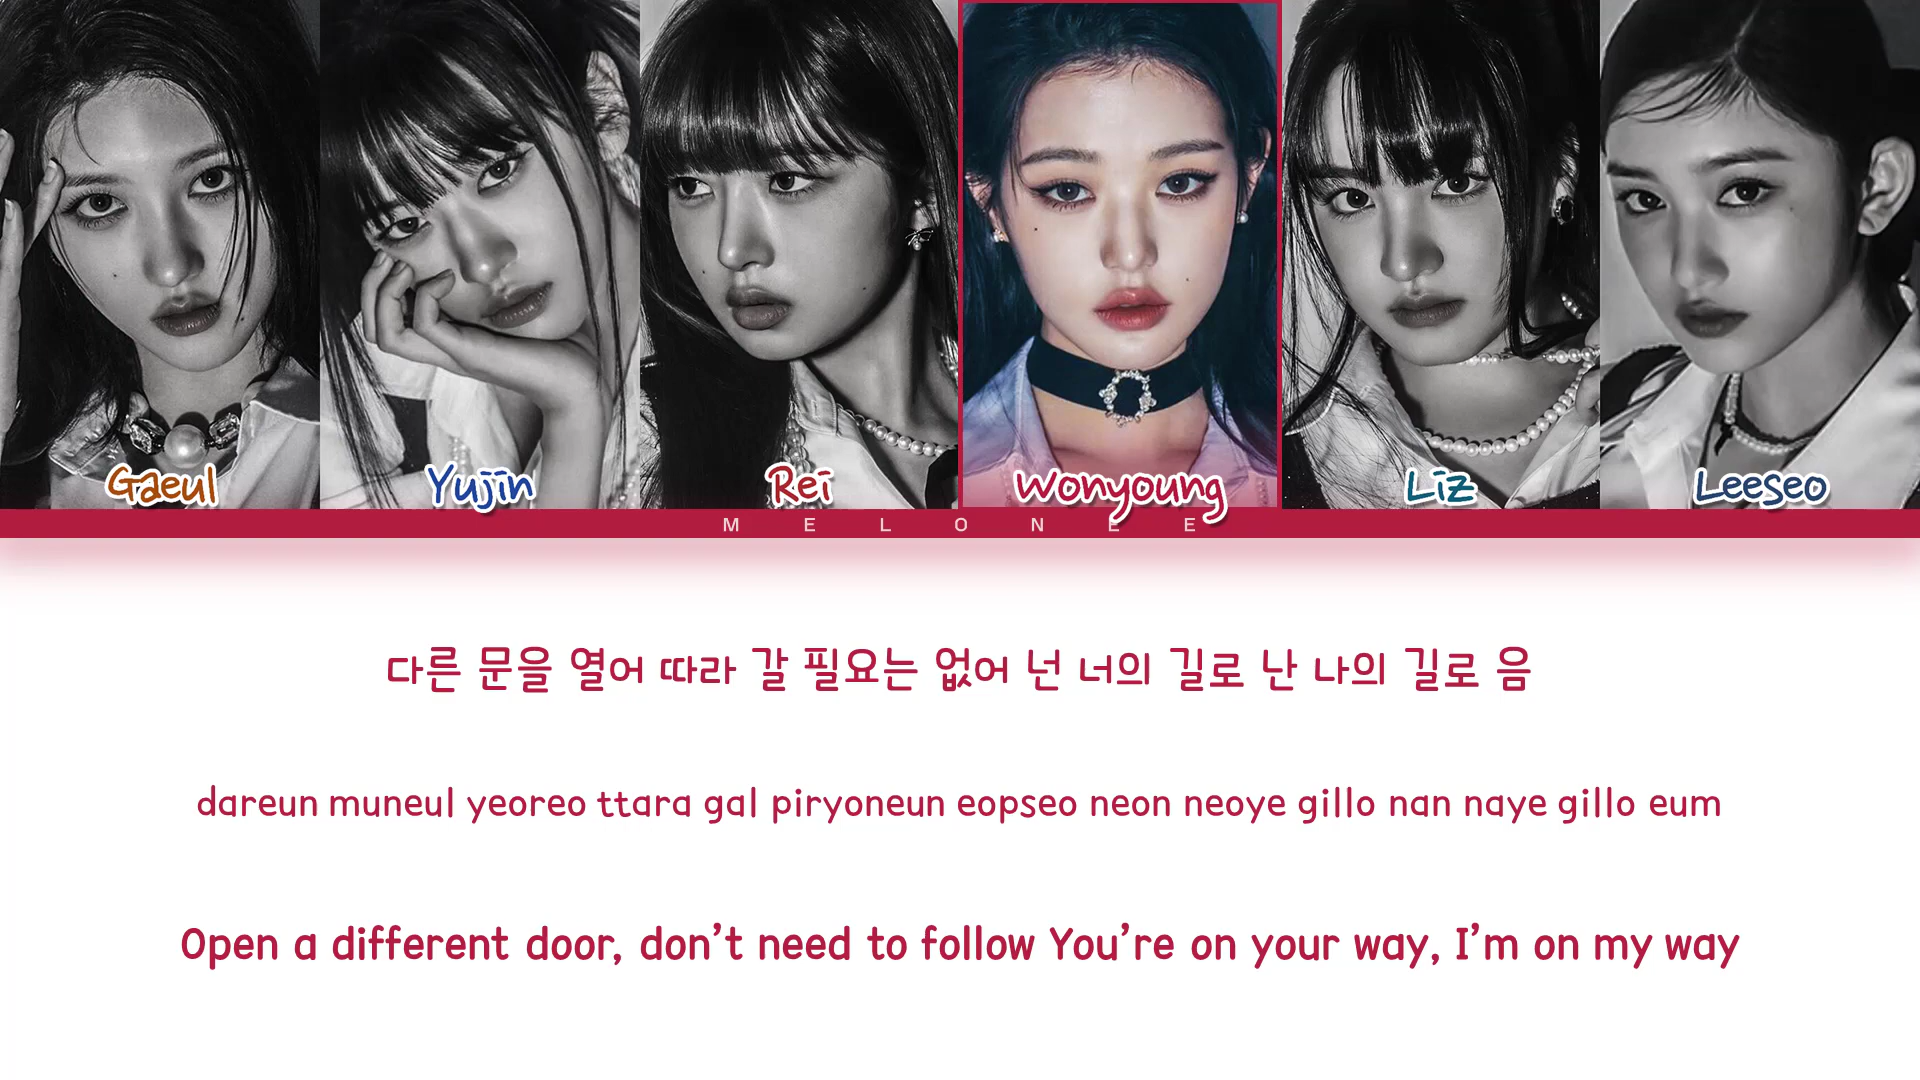 Gaeul Yujin Rei Wonyoung Liz Leeseo
MELONEE
다른 문을 열어 따라 갈 필요는 없어 넌 너의 길로 난 나의 길로 음
dareun muneul yeoreo ttara gal piryoneun eopseo neon neoye gillo nan naye gillo eum
Open a different door, don't need to follow You're on your way, I'm on my way